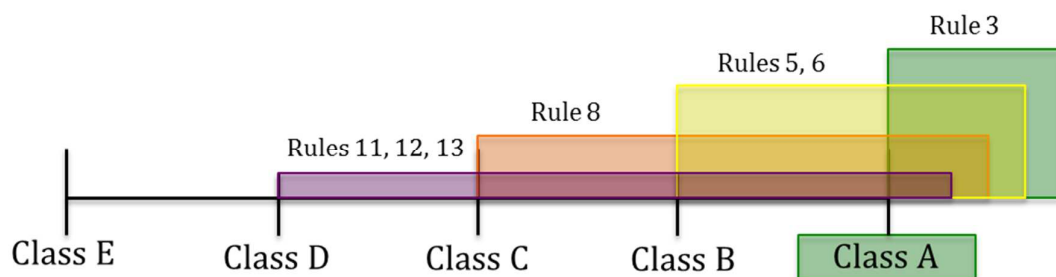 Rule 3
Rules 5, 6
Rule 8
Rules 11, 12, 13
Class E
Class D
Class C
Class B
Class A